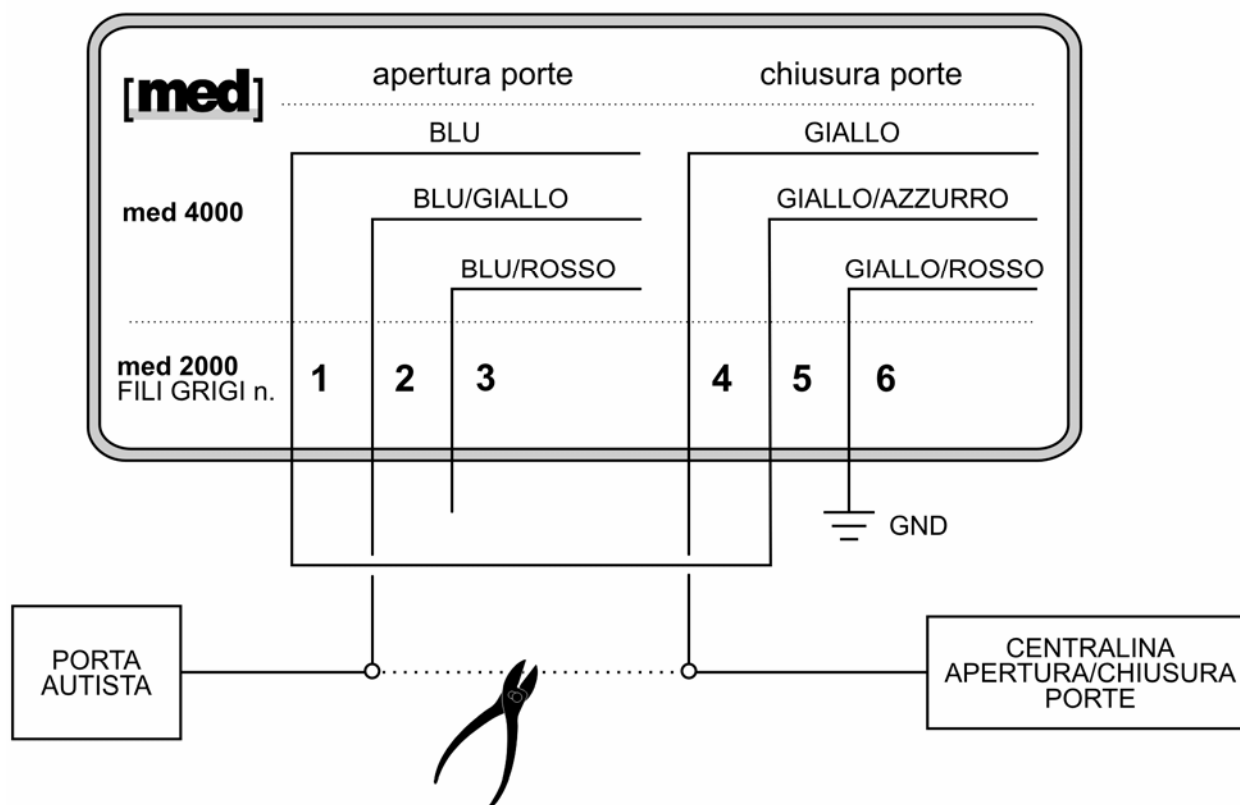 [med]
apertura porte
chiusura porte
BLU
GIALLO
med 4000
BLU/GIALLO
GIALLO/AZZURRO
BLU/ROSSO
GIALLO/ROSSO
med 2000
FILI GRIGI n.
1
2
3
4
5
6
GND
PORTA
AUTISTA
CENTRALINA
APERTURA/CHIUSURA
PORTE